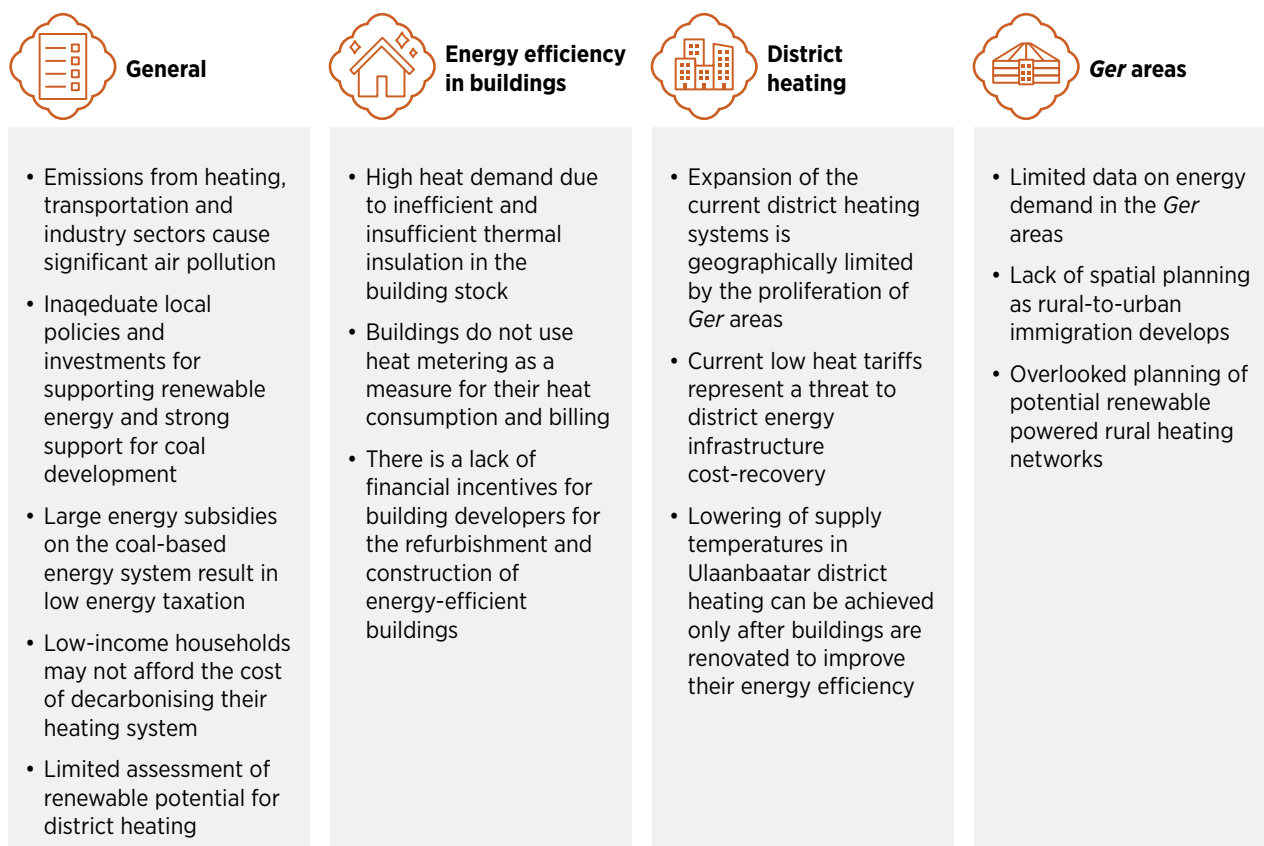 General
• Emissions from heating,
transportation and
industry sectors cause
significant air pollution
• Inaqeduate local
policies and
investments for
supporting renewable
energy and strong
support for coal
development
• Large energy subsidies
on the coal-based
energy system result in
low energy taxation
• Low-income households
may not afford the cost
of decarbonising their
heating system
• Limited assessment of
renewable potential for
district heating
Energy efficiency
in buildings
• High heat demand due
to inefficient and
insufficient thermal
insulation in the
building stock
• Buildings do not use
heat metering as a
measure for their heat
consumption and billing
• There is a lack of
financial incentives for
building developers for
the refurbishment and
construction of
energy-efficient
buildings
District
heating
• Expansion of the
current district heating
systems is
geographically limited
by the proliferation of
Ger areas
• Current low heat tariffs
represent a threat to
district energy
infrastructure
cost-recovery
• Lowering of supply
temperatures in
Ulaanbaatar district
heating can be achieved
only after buildings are
renovated to improve
their energy efficiency
Ger areas
• Limited data on energy
demand in the Ger
areas
• Lack of spatial planning
as rural-to-urban
immigration develops
• Overlooked planning of
potential renewable
powered rural heating
networks